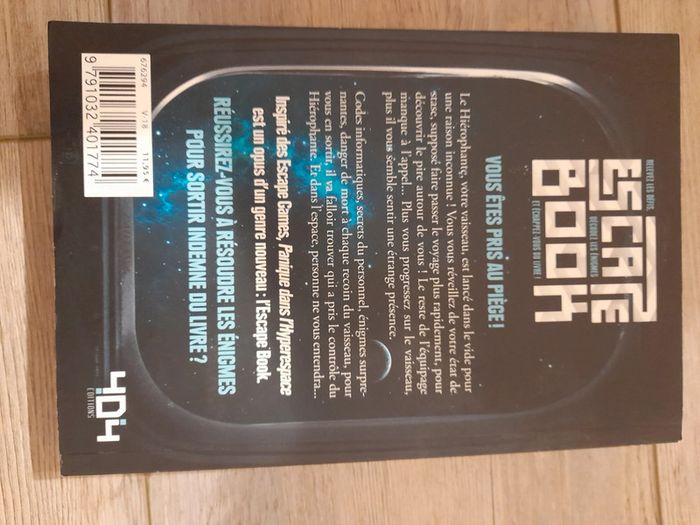 RELEVEZ LES DÉFIS,
DÉCODEZ LES ÉNIGMES
ESCAPE
BOOK
ET ÉCHAPPEZ-VOUS DU LIVRE !
VOUS ÊTES PRIS AU PIÈGE !
Le Hiérophante, votre vaisseau, est lancé dans le vide pour
une raison inconnue ! Vous vous réveillez de votre état de
stase, supposé faire passer le voyage plus rapidement, pour
découvrir le pire autour de vous ! Le reste de l'équipage
manque à l'appel... Plus vous progressez sur le vaisseau,
plus il vous semble sentir une étrange présence.
Codes informatiques, secrets du personnel, énigmes surpre-
nantes, danger de mort à chaque recoin du vaisseau, pour
vous en sortir, il va falloir trouver qui a pris le contrôle du
Hiérophante. Et dans l'espace, personne ne vous entendra...
Inspiré des Escape Games, Panique dans l'Hyperespace
est un opus d'un genre nouveau : l'Escape Book.
RÉUSSIREZ-VOUS À RÉSOUDRE LES ÉNIGMES
POUR SORTIR INDEMNE DU LIVRE ?
676294 V-18 11,95 €
9 791032 401774
404
ÉDITIONS